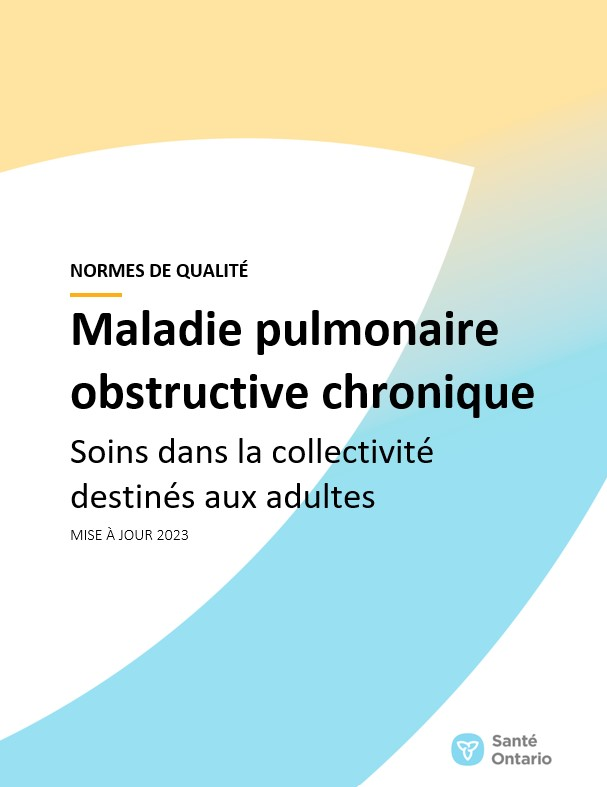 NORMES DE QUALITÉ
Maladie pulmonaire
obstructive chronique
Soins dans la collectivité
destinés aux adultes
MISE À JOUR 2023
Santé
Ontario